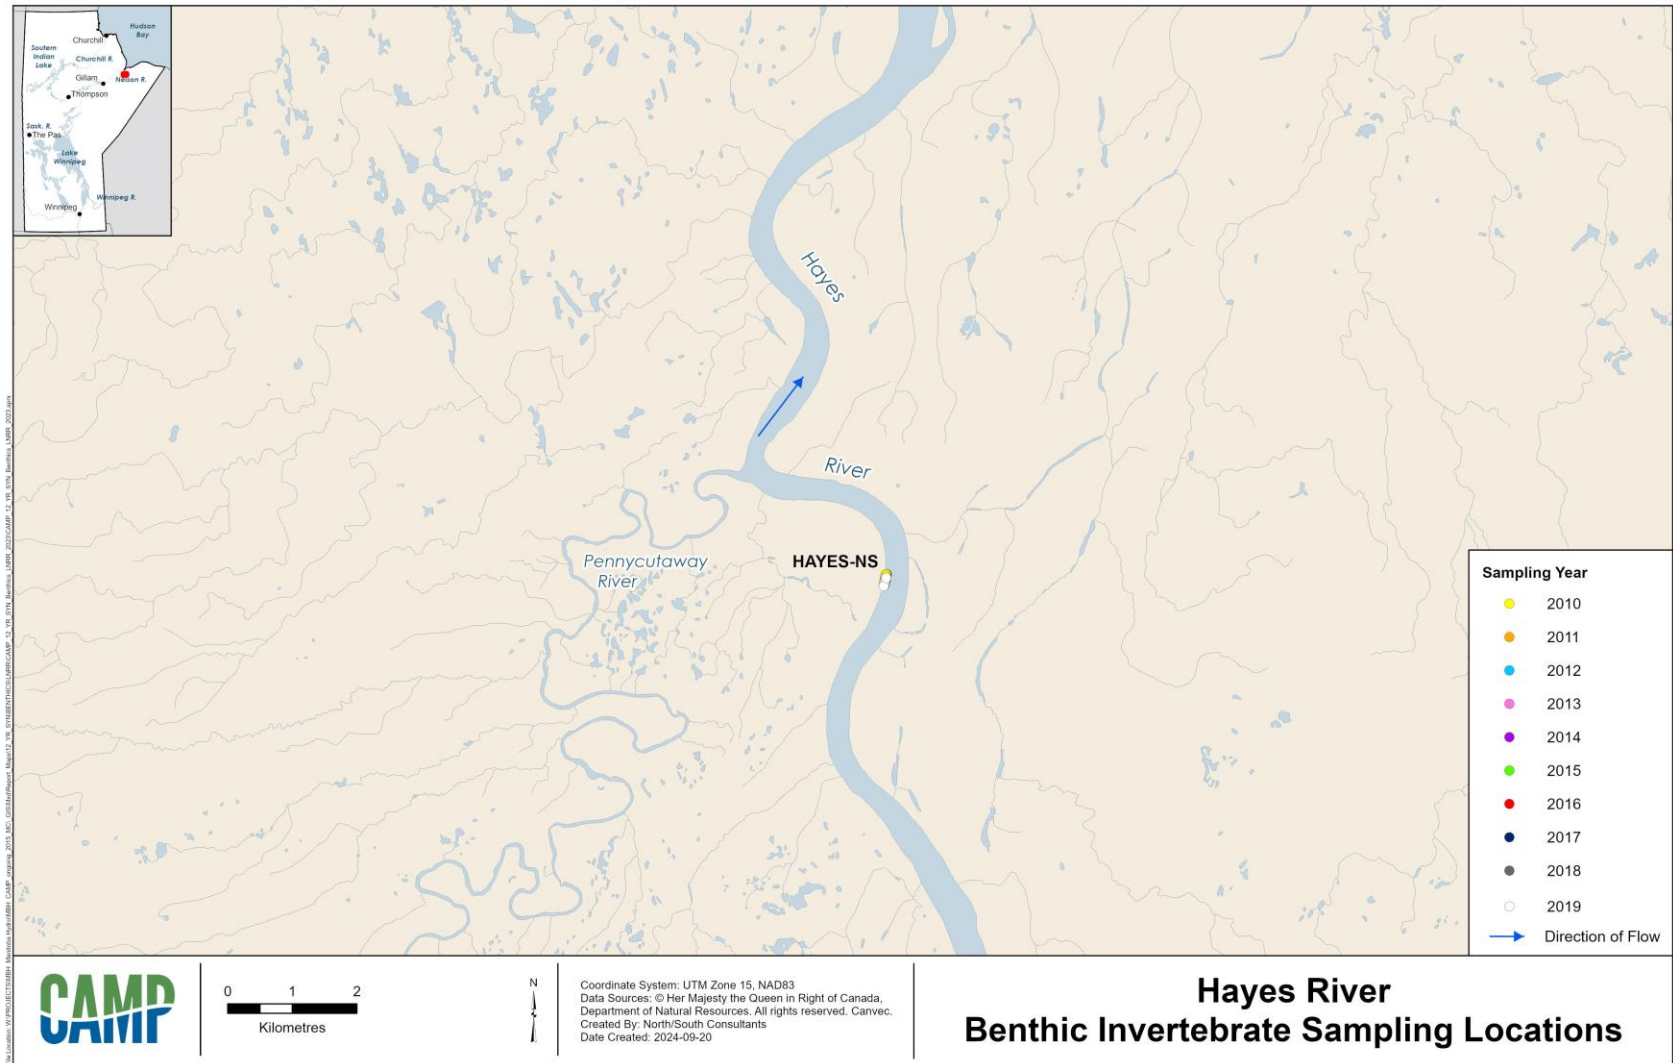 Hudson
Bay
Churchill
Soutern
Indian
Lake
Churchill R.
Gillam
Nelson R.
Thompson
Sask. R.
The Pas
Lake
Winnipeg
Winnipeg R.
Winnipeg
Hayes
River
Pennycutaway
River
HAYES-NS
Sampling Year
2010
2011
2012
2013
2014
2015
2016
2017
2018
2019
Direction of Flow
CAMP
0 1 2
Kilometres
N
Coordinate System: UTM Zone 15, NAD83
Data Sources: © Her Majesty the Queen in Right of Canada,
Department of Natural Resources. All rights reserved. Canvec.
Created By: North/South Consultants
Date Created: 2024-09-20
Hayes River
Benthic Invertebrate Sampling Locations